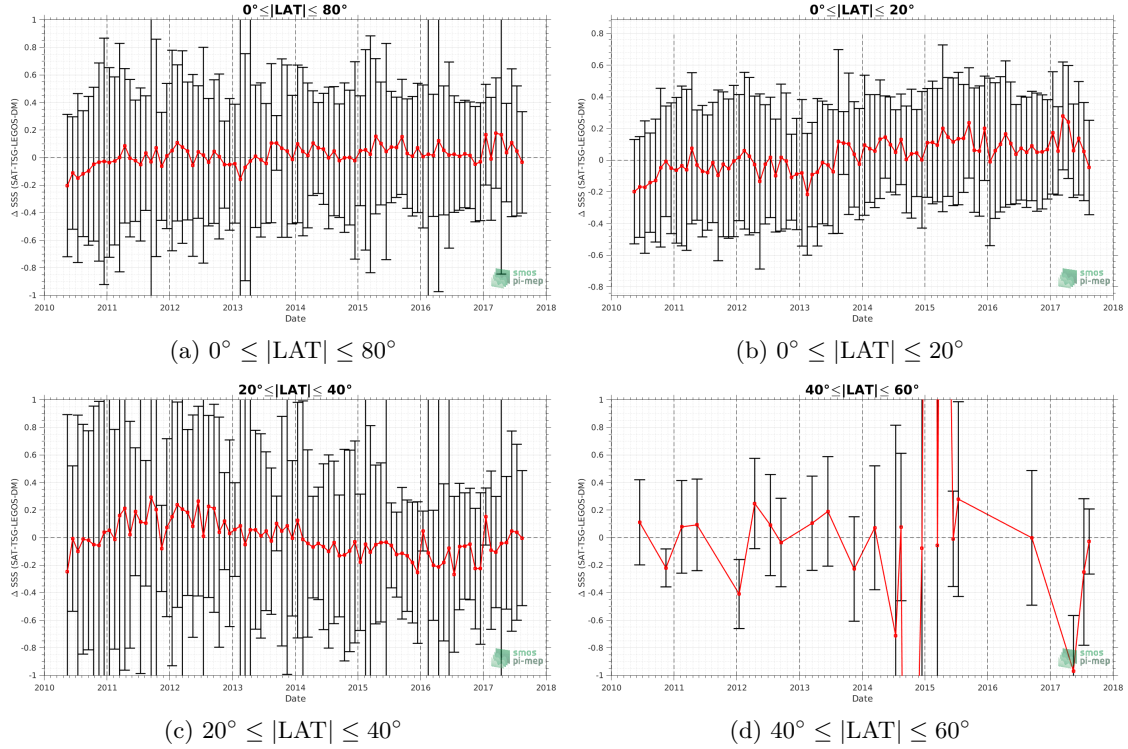 0°≤|LAT|≤ 80°
1
0.8
0.6
0.4
0.2
0
-0.2
-0.4
-0.6
-0.8
-1
Δ SSS (SAT-TSG-LEGOS-DM)
2010 2011 2012 2013 2014 2015 2016 2017 2018
Date
smos
pi-mep
(a) 0° ≤ |LAT| ≤ 80°
0°≤|LAT|≤ 20°
0.8
0.6
0.4
0.2
0
-0.2
-0.4
-0.6
-0.8
Δ SSS (SAT-TSG-LEGOS-DM)
2010 2011 2012 2013 2014 2015 2016 2017 2018
Date
smos
pi-mep
(b) 0° ≤ |LAT| ≤ 20°
20°≤|LAT|≤ 40°
1
0.8
0.6
0.4
0.2
0
-0.2
-0.4
-0.6
-0.8
-1
Δ SSS (SAT-TSG-LEGOS-DM)
2010 2011 2012 2013 2014 2015 2016 2017 2018
Date
smos
pi-mep
(c) 20° ≤ |LAT| ≤ 40°
40°≤|LAT|≤ 60°
1
0.8
0.6
0.4
0.2
0
-0.2
-0.4
-0.6
-0.8
-1
Δ SSS (SAT-TSG-LEGOS-DM)
2010 2011 2012 2013 2014 2015 2016 2017 2018
Date
smos
pi-mep
(d) 40° ≤ |LAT| ≤ 60°